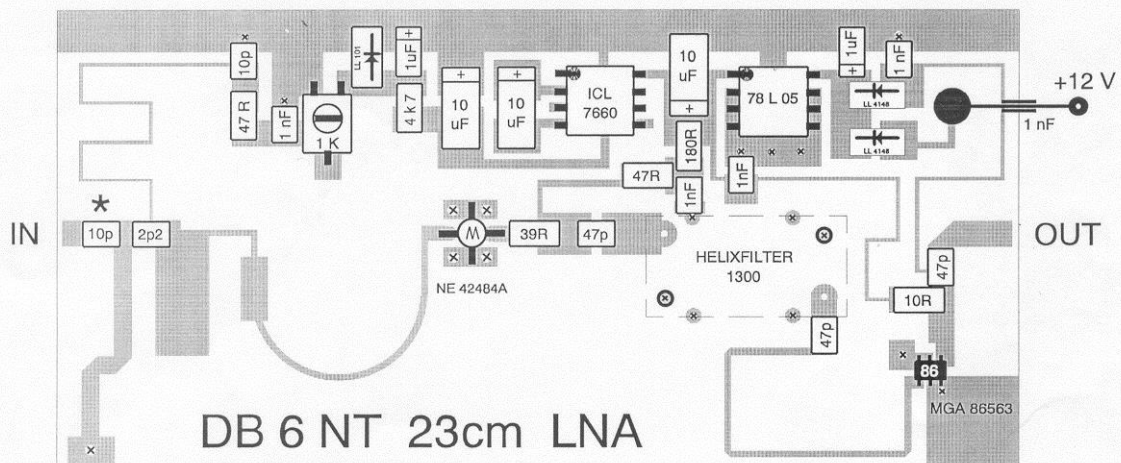 10p
47 R
1 nF
LL 101
1 K
1uF +
4 k 7
+ 10 uF
+ 10 uF
ICL 7660
10 uF +
180R
47R
1nF
78 L 05
1nF
1uF +
1nF
LL 4148
LL 4148
+12 V
1 nF
IN
*
10p
2p2
W
39R
47p
NE 42484A
HELIXFILTER
1300
OUT
47p
10R
47p
86
MGA 86563
DB 6 NT 23cm LNA